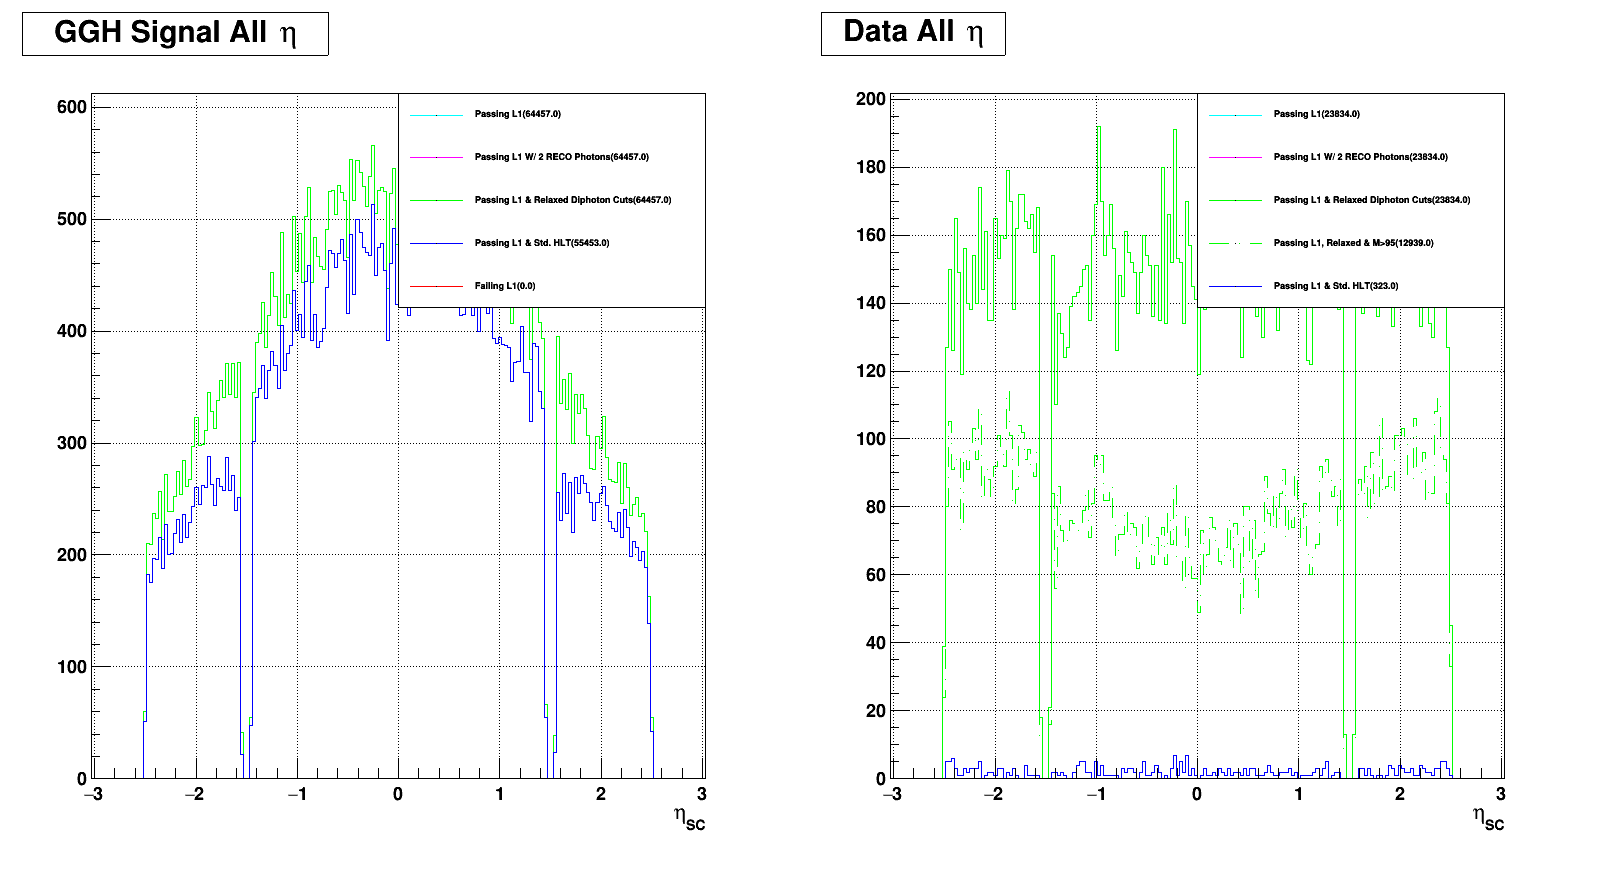 GGH Signal All η
Data All η
600
500
400
300
200
100
0
−3
−2
−1
0
1
2
3
ηSC
Passing L1(64457.0)
Passing L1 W/ 2 RECO Photons(64457.0)
Passing L1 & Relaxed Diphoton Cuts(64457.0)
Passing L1 & Std. HLT(55453.0)
Failing L1(0.0)
200
180
160
140
120
100
80
60
40
20
0
−3
−2
−1
0
1
2
3
ηSC
Passing L1(23834.0)
Passing L1 W/ 2 RECO Photons(23834.0)
Passing L1 & Relaxed Diphoton Cuts(23834.0)
Passing L1, Relaxed & M>95(12939.0)
Passing L1 & Std. HLT(323.0)